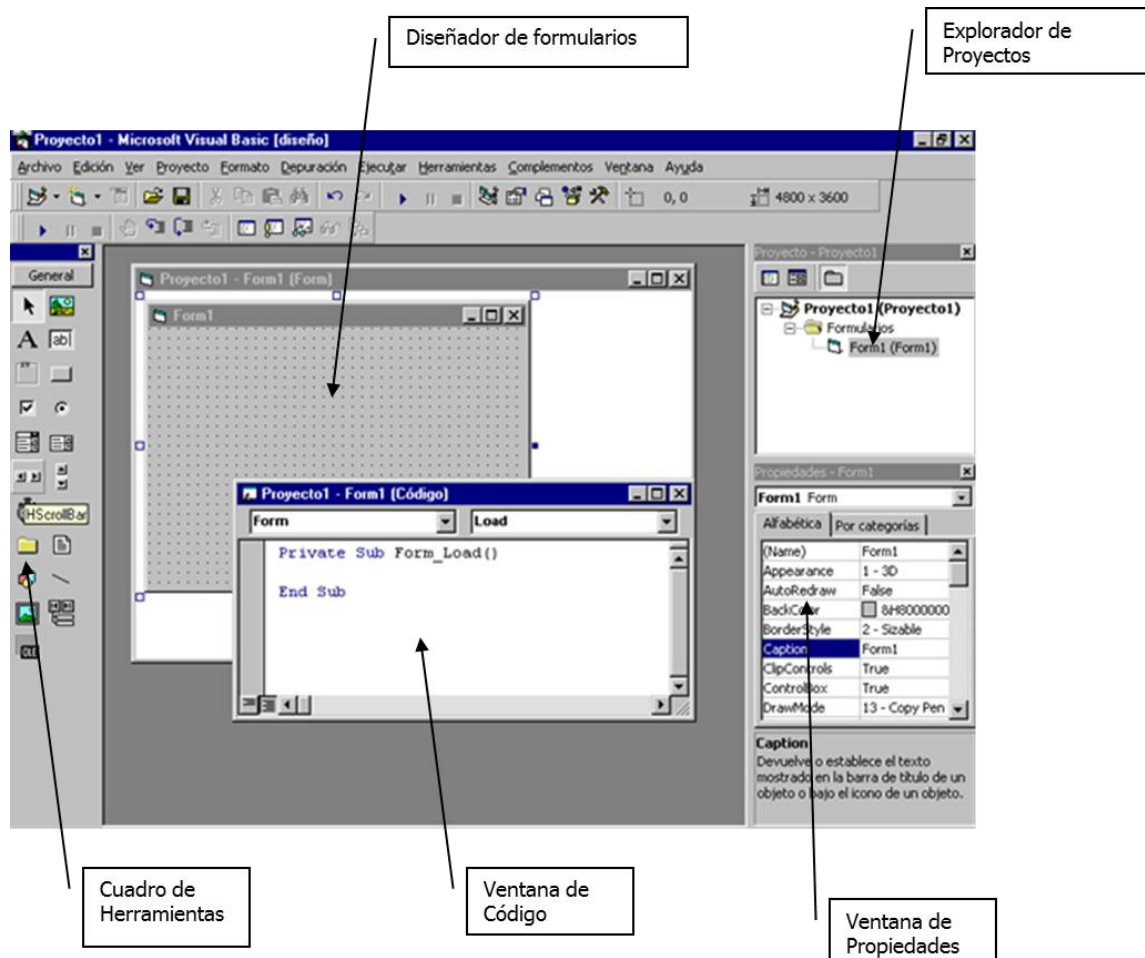 Diseñador de formularios
Explorador de
Proyectos
Proyecto1 - Microsoft Visual Basic [diseño]
Archivo Edición Ver Proyecto Formato Depuración Ejecutar Herramientas Complementos Ventana Ayuda
0, 0 4800 x 3600
General
A ab
HScrollBar
OLE
Proyecto1 - Form1 (Form)
Form1
Proyecto1 - Form1 (Código)
Form Load
Private Sub Form_Load()
End Sub
Proyecto - Proyecto1
Proyecto1 (Proyecto1)
Formularios
Form1 (Form1)
Propiedades - Form1
Form1 Form
Alfabética Por categorías
(Name) Form1
Appearance 1 - 3D
AutoRedraw False
BackColor &H8000000
BorderStyle 2 - Sizable
Caption Form1
ClipControls True
ControlBox True
DrawMode 13 - Copy Pen
Caption
Devuelve o establece el texto
mostrado en la barra de título de un
objeto o bajo el icono de un objeto.
Cuadro de
Herramientas
Ventana de
Código
Ventana de
Propiedades